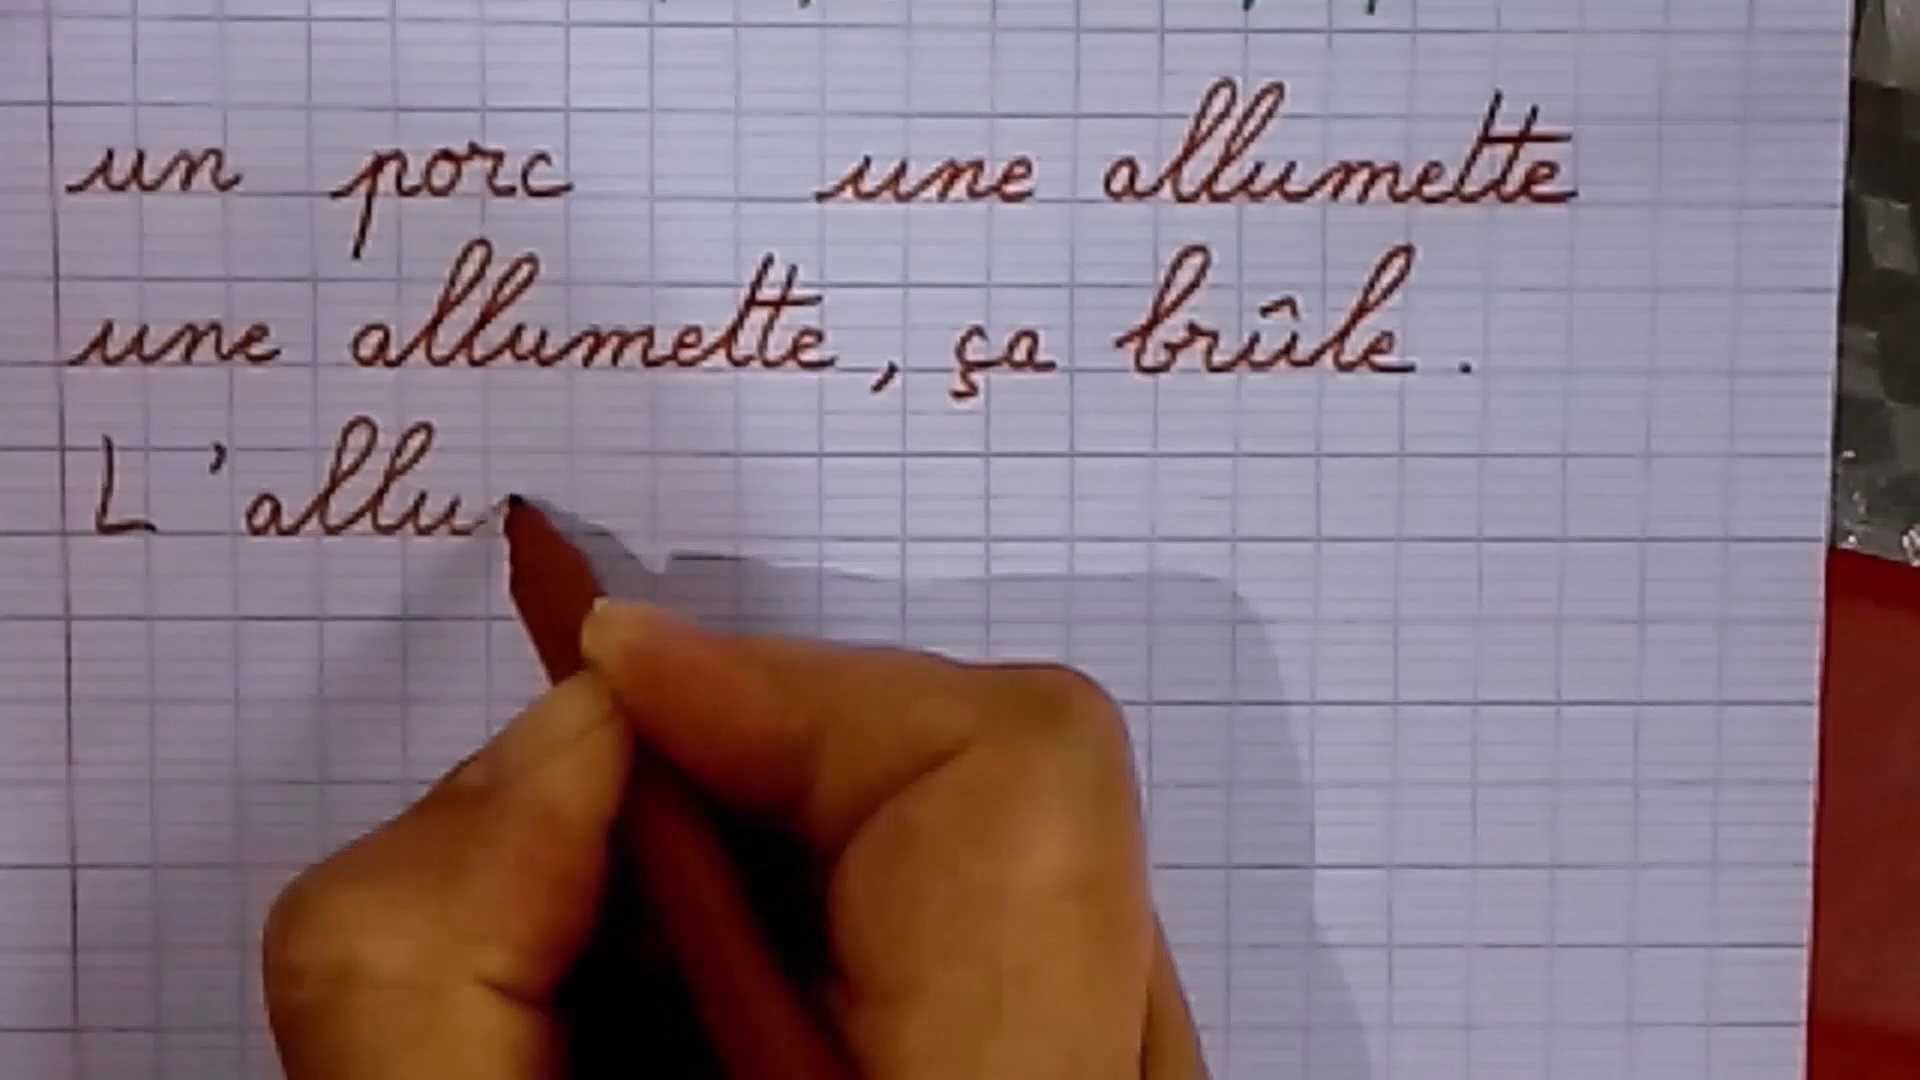 un porc une allumette
une allumette, ça brûle.
L'allu